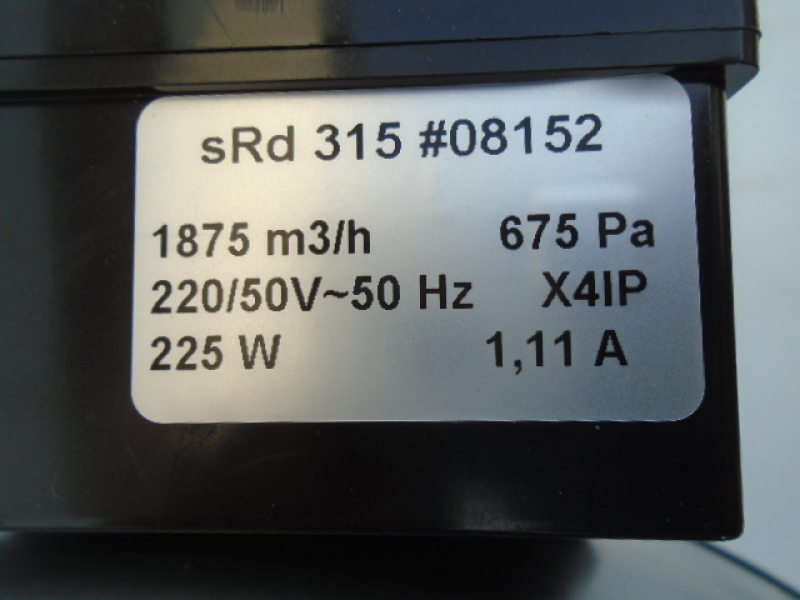 sRd 315 #08152
1875 m3/h 675 Pa
220/50V~50 Hz X4IP
225 W 1,11 A